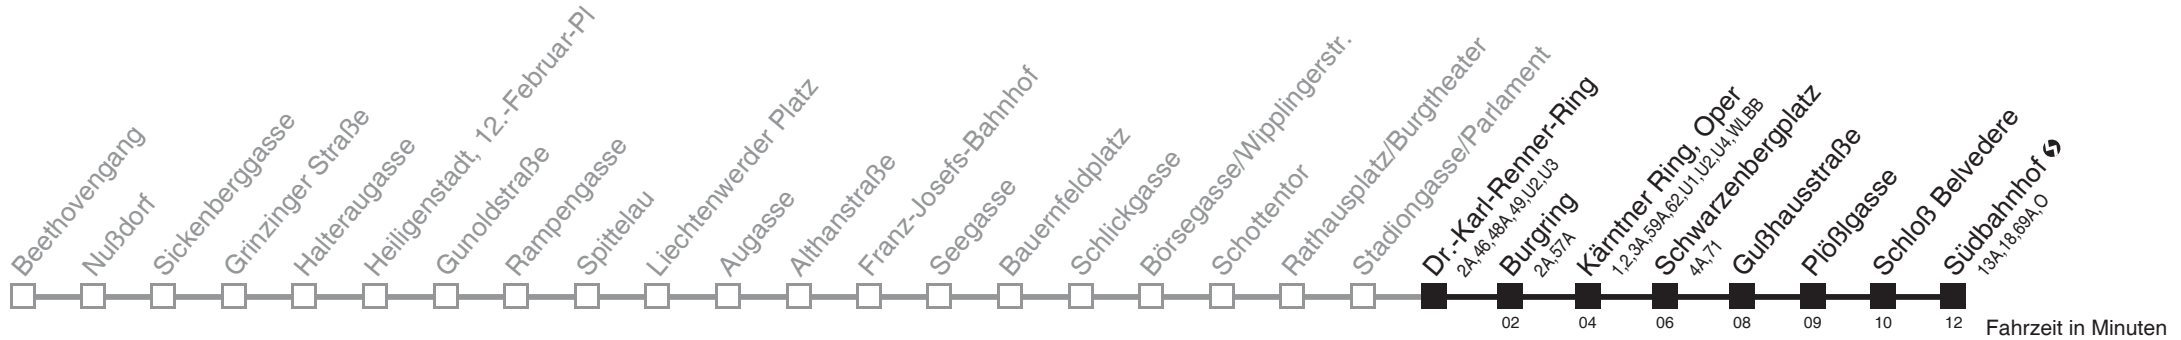 Beethovengang
Nußdorf
Sickenberggasse
Grinzinger Straße
Halteraugasse
Heiligenstadt, 12.-Februar-Pl
Gunoldstraße
Rampengasse
Spittelau
Liechtenwerder Platz
Augasse
Althanstraße
Franz-Josefs-Bahnhof
Seegasse
Bauernfeldplatz
Schlickgasse
Börsegasse/Wipplingerstr.
Schottentor
Rathausplatz/Burgtheater
Stadiongasse/Parlament
Dr.-Karl-Renner-Ring
2A,46,48A,49,U2,U3
Burgring
2A,57A
Kärntner Ring, Oper
1,2,3A,59A,62,U1,U2,U4,WLBB
Schwarzenbergplatz
4A,71
Gußhausstraße
Plößlgasse
Schloß Belvedere
Südbahnhof
13A,18,69A,O
02 04 06 08 09 10 12 Fahrzeit in Minuten